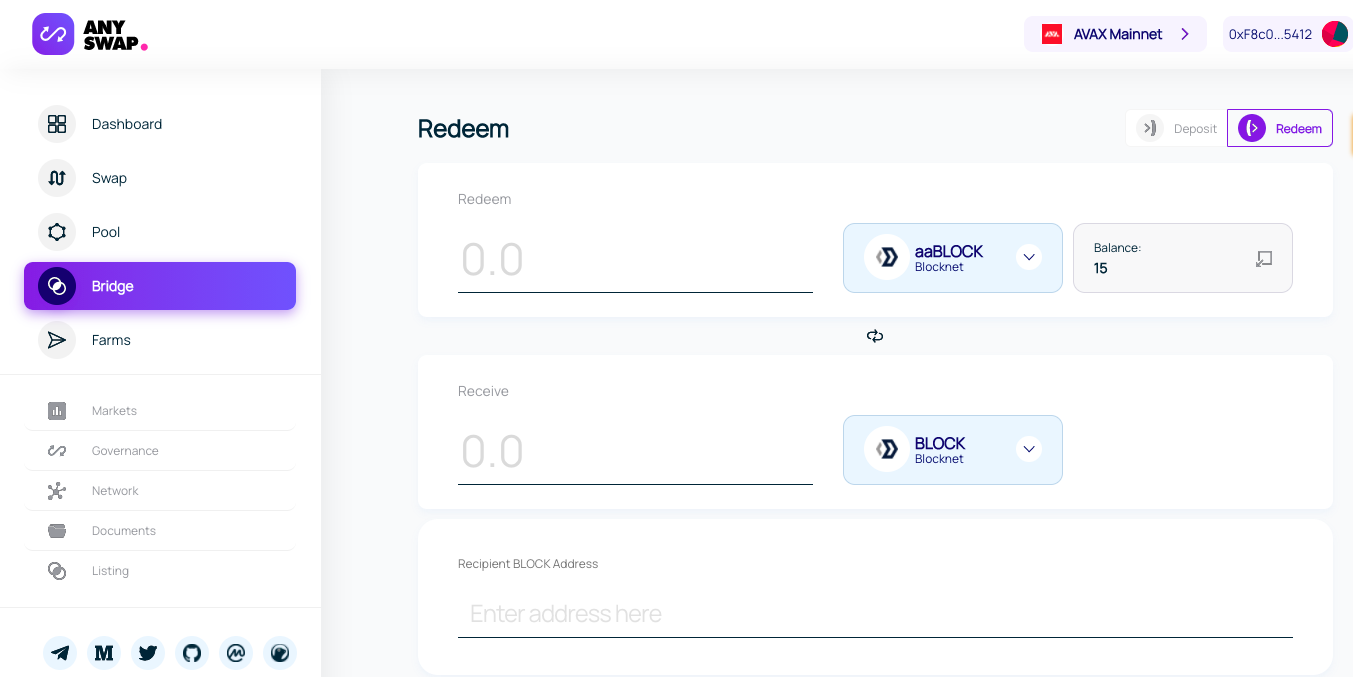 ANY
SWAP.
AVAX Mainnet
0xF8c0...5412
Dashboard
Swap
Pool
Bridge
Farms
Markets
Governance
Network
Documents
Listing
Redeem
Deposit
Redeem
Redeem
0.0
aaBLOCK
Blocknet
Balance:
15
Receive
0.0
BLOCK
Blocknet
Recipient BLOCK Address
Enter address here